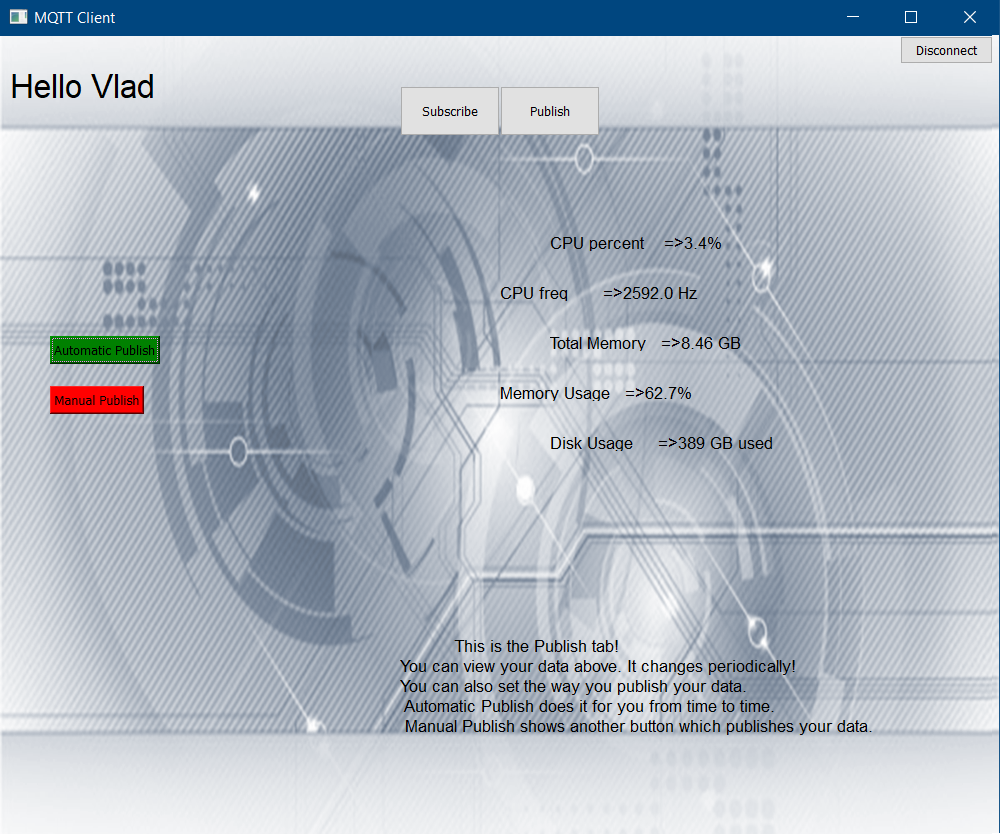 MQTT Client
Disconnect
Hello Vlad
Subscribe Publish
CPU percent =>3.4%
CPU freq =>2592.0 Hz
Total Memory =>8.46 GB
Automatic Publish
Memory Usage =>62.7%
Manual Publish
Disk Usage =>389 GB used
This is the Publish tab!
You can view your data above. It changes periodically!
You can also set the way you publish your data.
Automatic Publish does it for you from time to time.
Manual Publish shows another button which publishes your data.